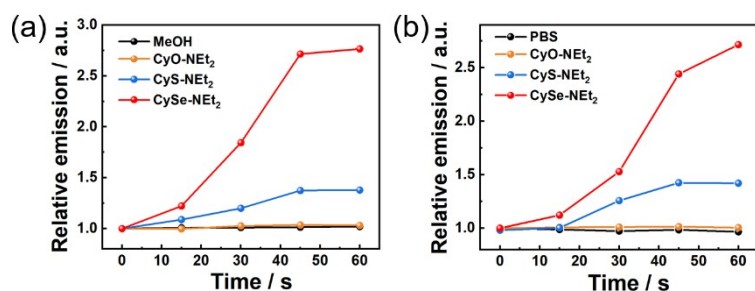 (a)
Relative emission / a.u.
3.0
2.5
2.0
1.5
1.0
MeOH
CyO-NEt₂
CyS-NEt₂
CySe-NEt₂
0 10 20 30 40 50 60
Time / s
(b)
Relative emission / a.u.
2.5
2.0
1.5
1.0
PBS
CyO-NEt₂
CyS-NEt₂
CySe-NEt₂
0 10 20 30 40 50 60
Time / s